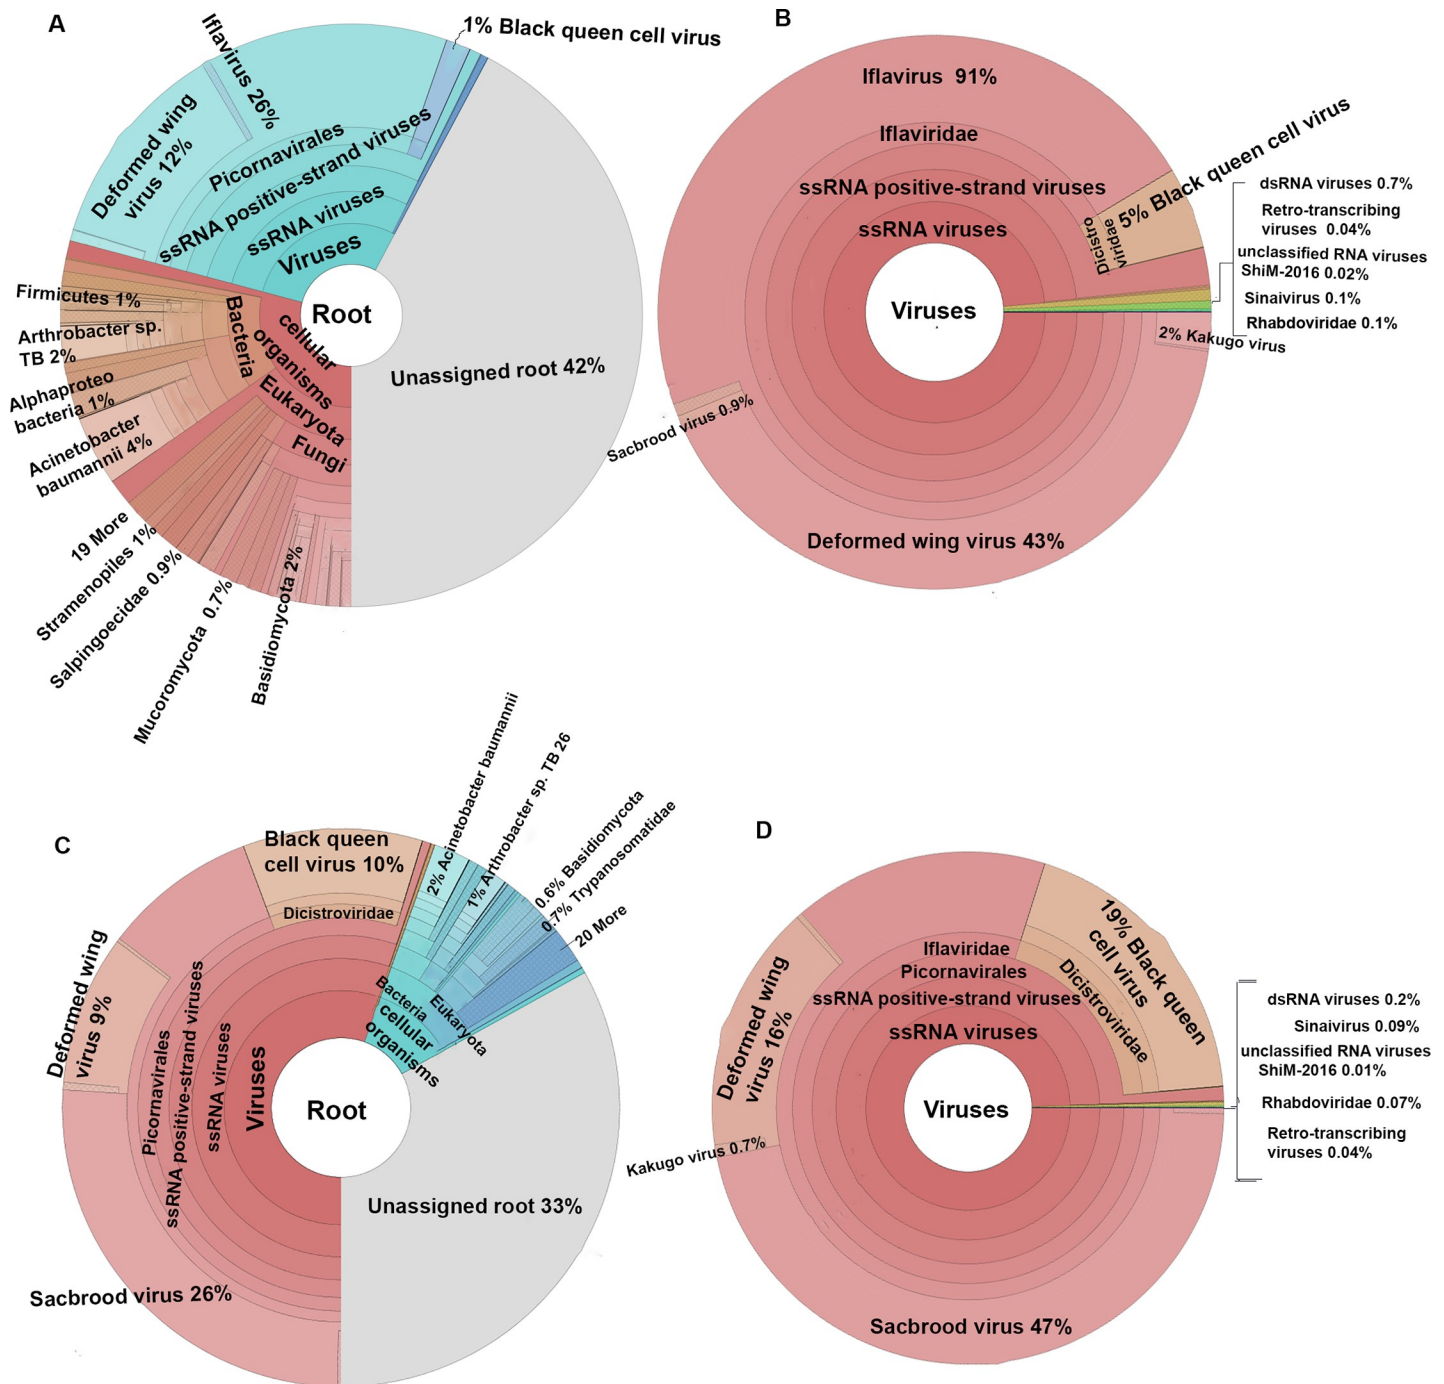 A
Iflavirus 26%
1% Black queen cell virus
Deformed wing
virus 12%
Picornavirales
ssRNA positive-strand viruses
ssRNA viruses
Viruses
Root
Unassigned root 42%
cellular
organisms
Bacteria
Eukaryota
Fungi
Firmicutes 1%
Arthrobacter sp.
TB 2%
Alphaproteo
bacteria 1%
Acinetobacter
baumannii 4%
19 More
Stramenopiles 1%
Salpingoecidae 0.9%
Mucoromycota 0.7%
Basidiomycota 2%
B
Iflavirus 91%
Iflaviridae
ssRNA positive-strand viruses
ssRNA viruses
Viruses
Dicistro
viridae
5% Black queen cell virus
dsRNA viruses 0.7%
Retro-transcribing
viruses 0.04%
unclassified RNA viruses
ShiM-2016 0.02%
Sinaivirus 0.1%
Rhabdoviridae 0.1%
2% Kakugo virus
Sacbrood virus 0.9%
Deformed wing virus 43%
C
Black queen
cell virus 10%
Dicistroviridae
2% Acinetobacter baumannii
1% Arthrobacter sp. TB 26
0.6% Basidiomycota
0.7% Trypanosomatidae
20 More
Bacteria
Eukaryota
cellular
organisms
Deformed wing
virus 9%
Picornavirales
ssRNA positive-strand viruses
ssRNA viruses
Viruses
Root
Unassigned root 33%
Sacbrood virus 26%
D
19% Black queen
cell virus
Dicistroviridae
Iflaviridae
Picornavirales
ssRNA positive-strand viruses
ssRNA viruses
Viruses
Deformed wing
virus 16%
Kakugo virus 0.7%
dsRNA viruses 0.2%
Sinaivirus 0.09%
unclassified RNA viruses
ShiM-2016 0.01%
Rhabdoviridae 0.07%
Retro-transcribing
viruses 0.04%
Sacbrood virus 47%